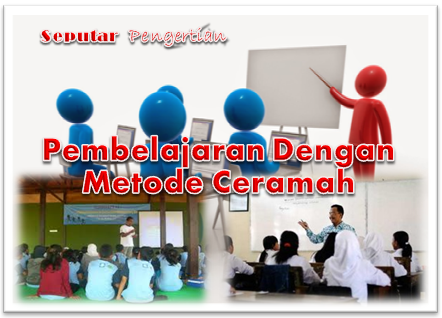 Seputar Pengertian
Pembelajaran Dengan
Metode Ceramah